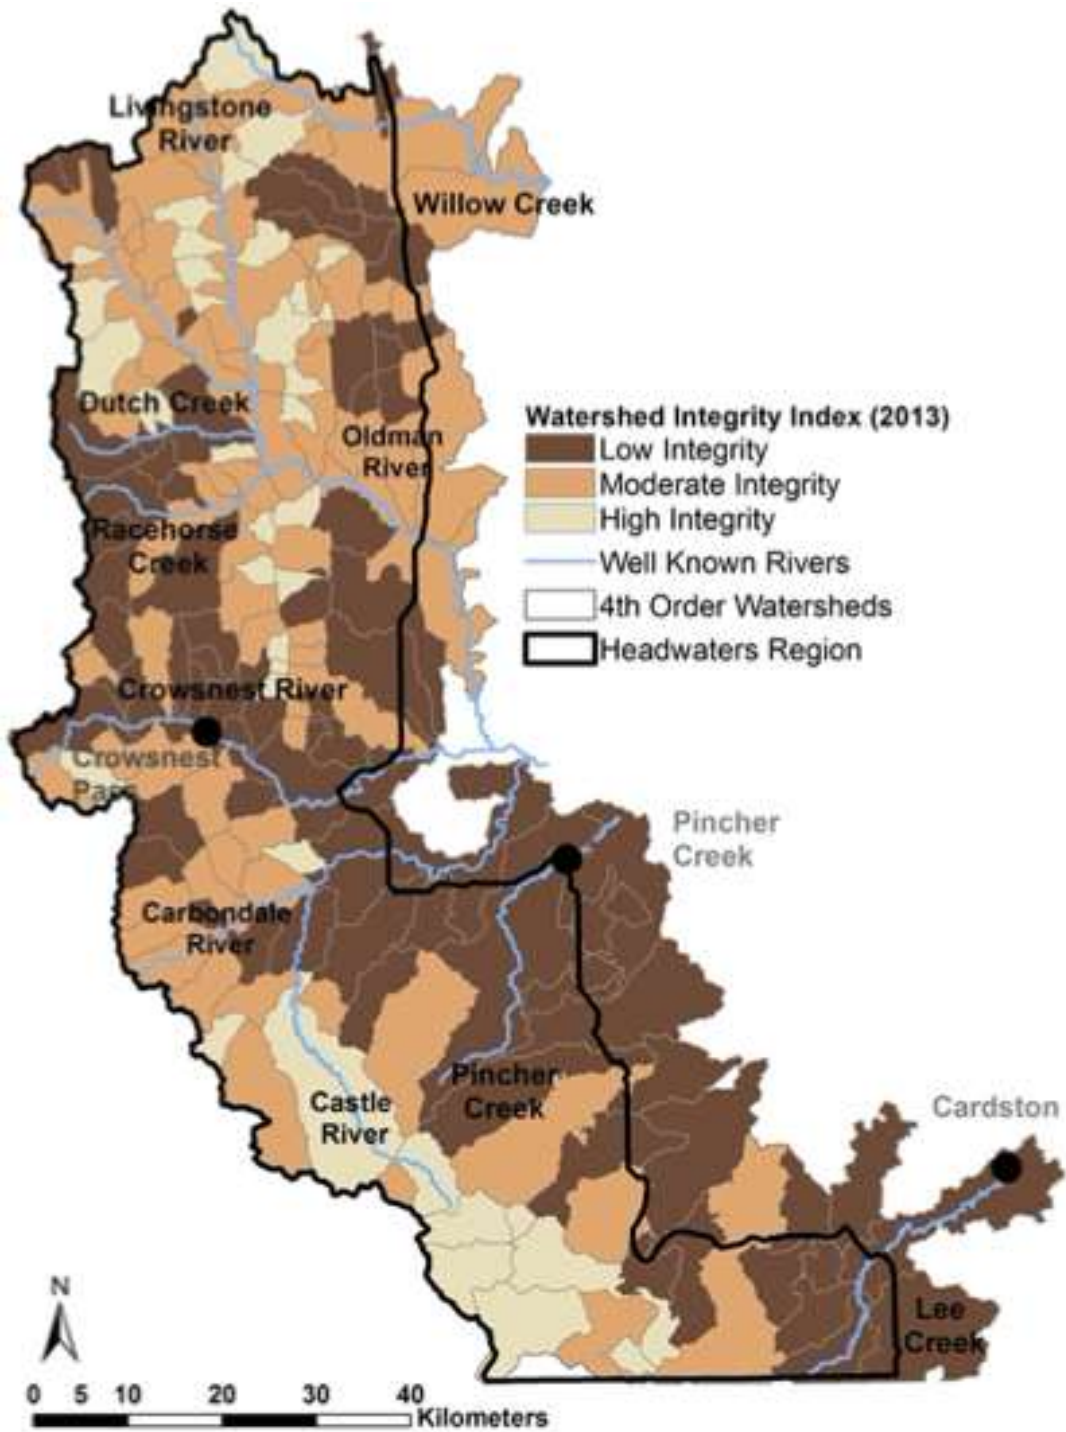 Livingstone
River
Willow Creek
Dutch Creek
Oldman
River
Watershed Integrity Index (2013)
Low Integrity
Moderate Integrity
High Integrity
Well Known Rivers
4th Order Watersheds
Headwaters Region
Racehorse
Creek
Crowsnest River
Crowsnest
Pass
Pincher
Creek
Carbondale
River
Pincher
Creek
Castle
River
Cardston
Lee
Creek
N
0 5 10 20 30 40
Kilometers